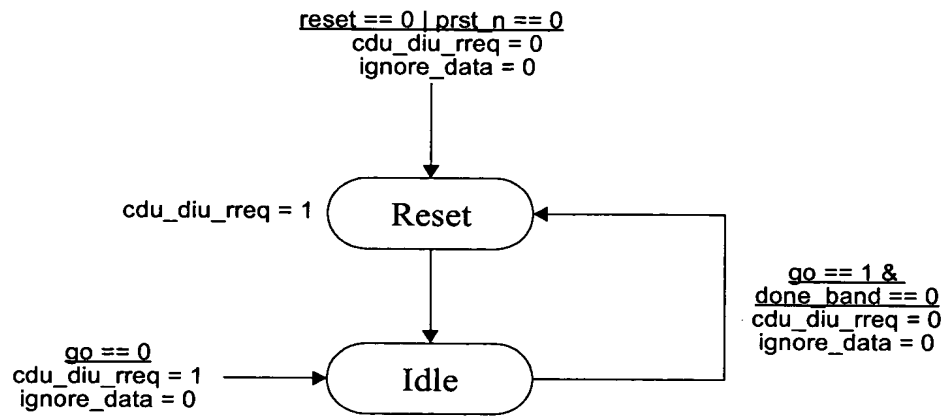 reset == 0 | prst_n == 0
cdu_diu_rreq = 0
ignore_data = 0
cdu_diu_rreq = 1
Reset
go == 1 &
done_band == 0
cdu_diu_rreq = 0
ignore_data = 0
go == 0
cdu_diu_rreq = 1
ignore_data = 0
Idle